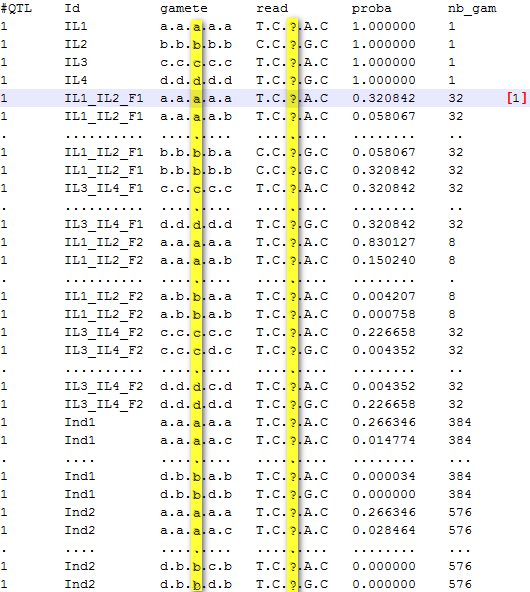 #QTL Id gamete read proba nb_gam
1 IL1 a.a.a.a.a T.C.?.A.C 1.000000 1
1 IL2 b.b.b.b.b C.C.?.G.C 1.000000 1
1 IL3 c.c.c.c.c T.C.?.A.C 1.000000 1
1 IL4 d.d.d.d.d T.C.?.G.C 1.000000 1
1 IL1_IL2_F1 a.a.a.a.a T.C.?.A.C 0.320842 32 [1]
1 IL1_IL2_F1 a.a.a.a.b T.C.?.A.C 0.058067 32
. .......... ......... ......... ........ ..
1 IL1_IL2_F1 b.b.b.b.a C.C.?.G.C 0.058067 32
1 IL1_IL2_F1 b.b.b.b.b C.C.?.G.C 0.320842 32
1 IL3_IL4_F1 c.c.c.c.c T.C.?.A.C 0.320842 32
. .......... ......... ......... ........ ..
1 IL3_IL4_F1 d.d.d.d.d T.C.?.G.C 0.320842 32
1 IL1_IL2_F2 a.a.a.a.a T.C.?.A.C 0.830127 8
1 IL1_IL2_F2 a.a.a.a.b T.C.?.A.C 0.150240 8
. .......... ......... ......... ........ .
1 IL1_IL2_F2 a.b.b.a.a T.C.?.A.C 0.004207 8
1 IL1_IL2_F2 a.b.b.a.b T.C.?.A.C 0.000758 8
1 IL3_IL4_F2 c.c.c.c.c T.C.?.A.C 0.226658 32
1 IL3_IL4_F2 c.c.c.d.c T.C.?.G.C 0.004352 32
. .......... ......... ......... ........ ..
1 IL3_IL4_F2 d.d.d.c.d T.C.?.A.C 0.004352 32
1 IL3_IL4_F2 d.d.d.d.d T.C.?.G.C 0.226658 32
1 Ind1 a.a.a.a.a T.C.?.A.C 0.266346 384
1 Ind1 a.a.a.a.c T.C.?.A.C 0.014774 384
. .... ......... ......... ........ ...
1 Ind1 d.b.b.a.b T.C.?.A.C 0.000034 384
1 Ind1 d.b.b.d.b T.C.?.G.C 0.000000 384
1 Ind2 a.a.a.a.a T.C.?.A.C 0.266346 576
1 Ind2 a.a.a.a.c T.C.?.A.C 0.028464 576
. .... ......... ......... ........ ...
1 Ind2 d.b.b.c.b T.C.?.A.C 0.000000 576
1 Ind2 d.b.b.d.b T.C.?.G.C 0.000000 576